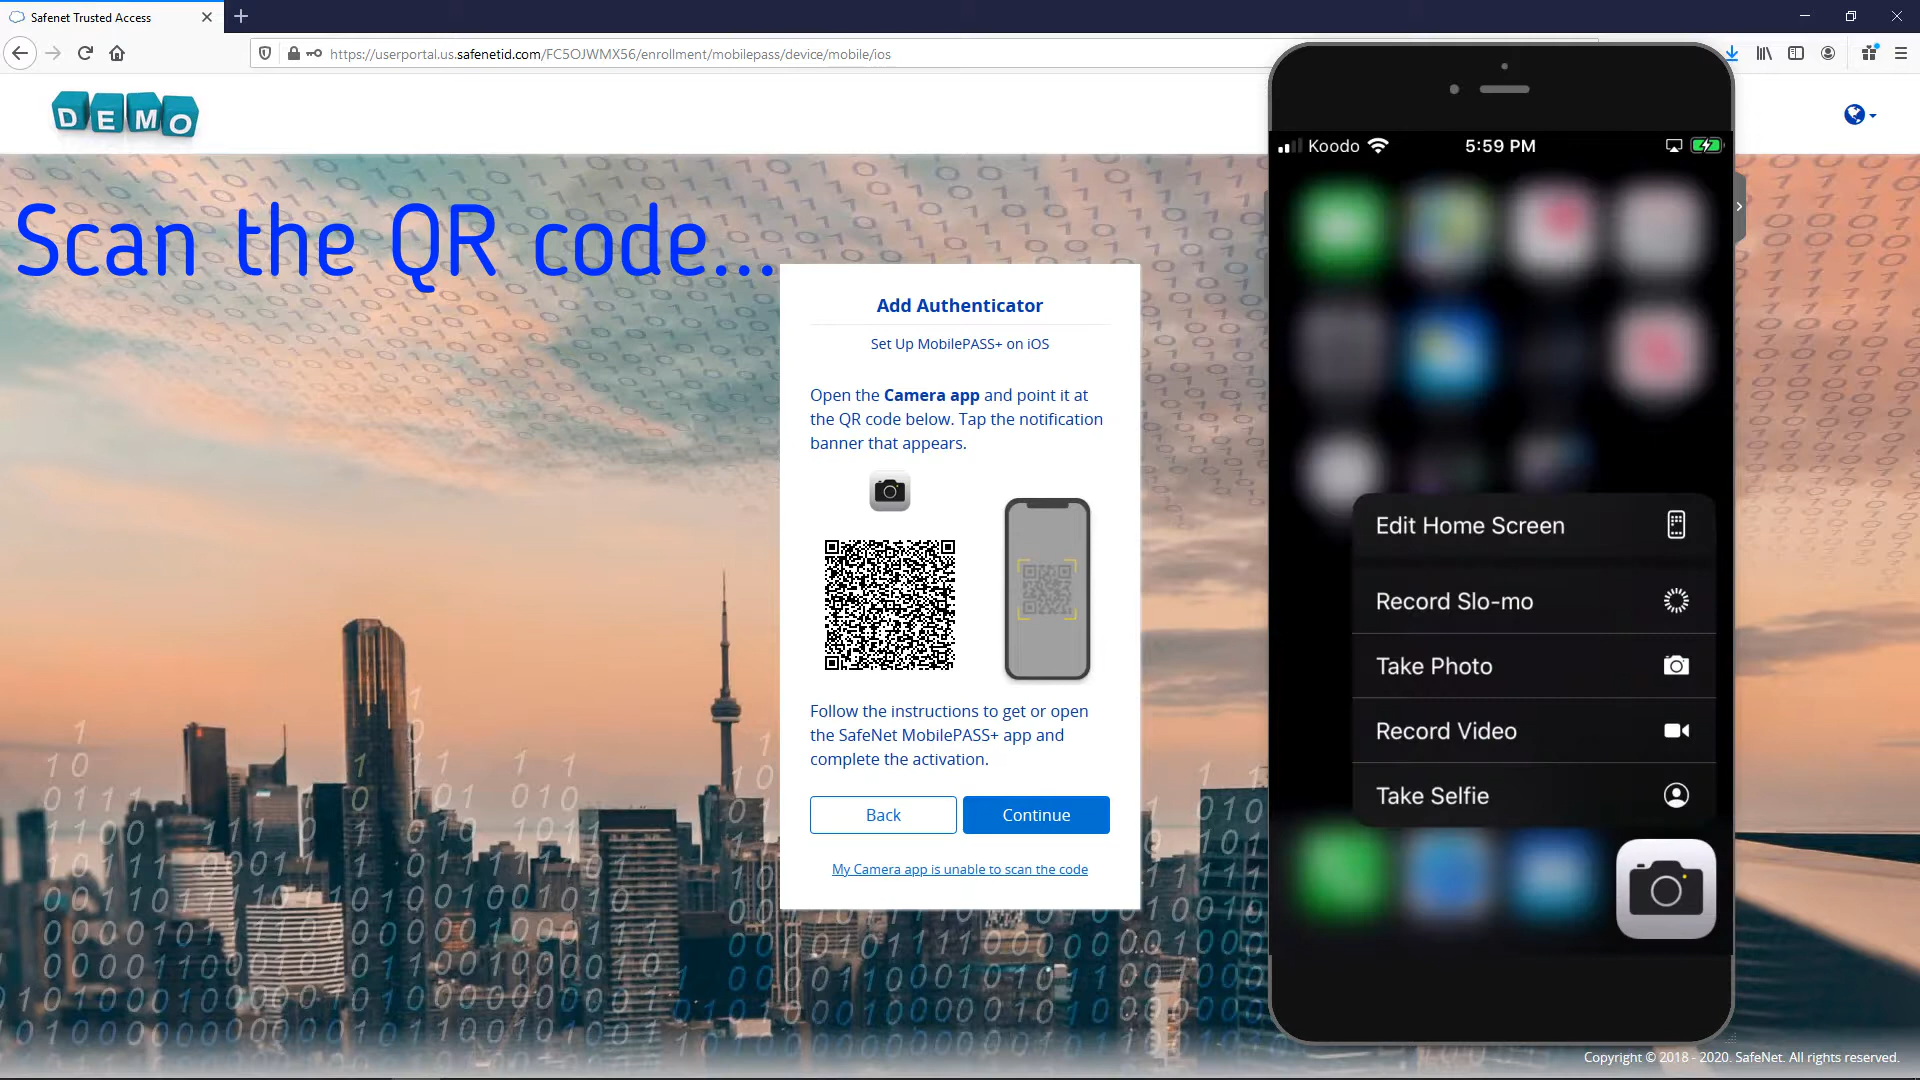 Safenet Trusted Access
https://userportal.us.safenetid.com/FC5OJWMX56/enrollment/mobilepass/device/mobile/ios
DEMO
Scan the QR code...
Add Authenticator
Set Up MobilePASS+ on iOS
Open the Camera app and point it at
the QR code below. Tap the notification
banner that appears.
Follow the instructions to get or open
the SafeNet MobilePASS+ app and
complete the activation.
Back
Continue
My Camera app is unable to scan the code
Koodo
5:59 PM
Edit Home Screen
Record Slo-mo
Take Photo
Record Video
Take Selfie
Copyright © 2018 - 2020. SafeNet. All rights reserved.